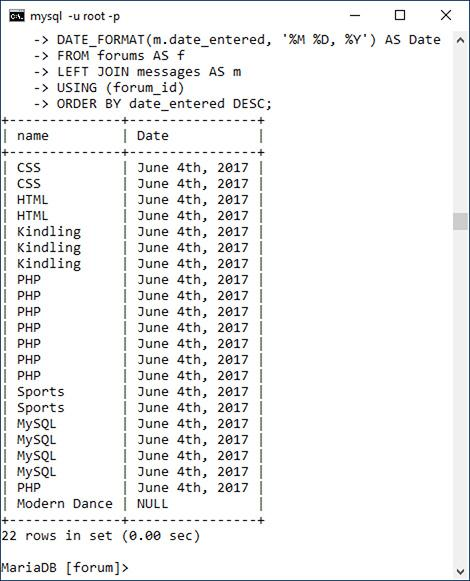 mysql -u root -p
    -> DATE_FORMAT(m.date_entered, '%M %D, %Y') AS Date
    -> FROM forums AS f
    -> LEFT JOIN messages AS m
    -> USING (forum_id)
    -> ORDER BY date_entered DESC;
+--------------+----------------+
| name         | Date           |
+--------------+----------------+
| CSS          | June 4th, 2017 |
| CSS          | June 4th, 2017 |
| HTML         | June 4th, 2017 |
| HTML         | June 4th, 2017 |
| Kindling     | June 4th, 2017 |
| Kindling     | June 4th, 2017 |
| Kindling     | June 4th, 2017 |
| PHP          | June 4th, 2017 |
| PHP          | June 4th, 2017 |
| PHP          | June 4th, 2017 |
| PHP          | June 4th, 2017 |
| PHP          | June 4th, 2017 |
| PHP          | June 4th, 2017 |
| PHP          | June 4th, 2017 |
| Sports       | June 4th, 2017 |
| Sports       | June 4th, 2017 |
| MySQL        | June 4th, 2017 |
| MySQL        | June 4th, 2017 |
| MySQL        | June 4th, 2017 |
| MySQL        | June 4th, 2017 |
| PHP          | June 4th, 2017 |
| Modern Dance | NULL           |
+--------------+----------------+
22 rows in set (0.00 sec)
MariaDB [forum]>